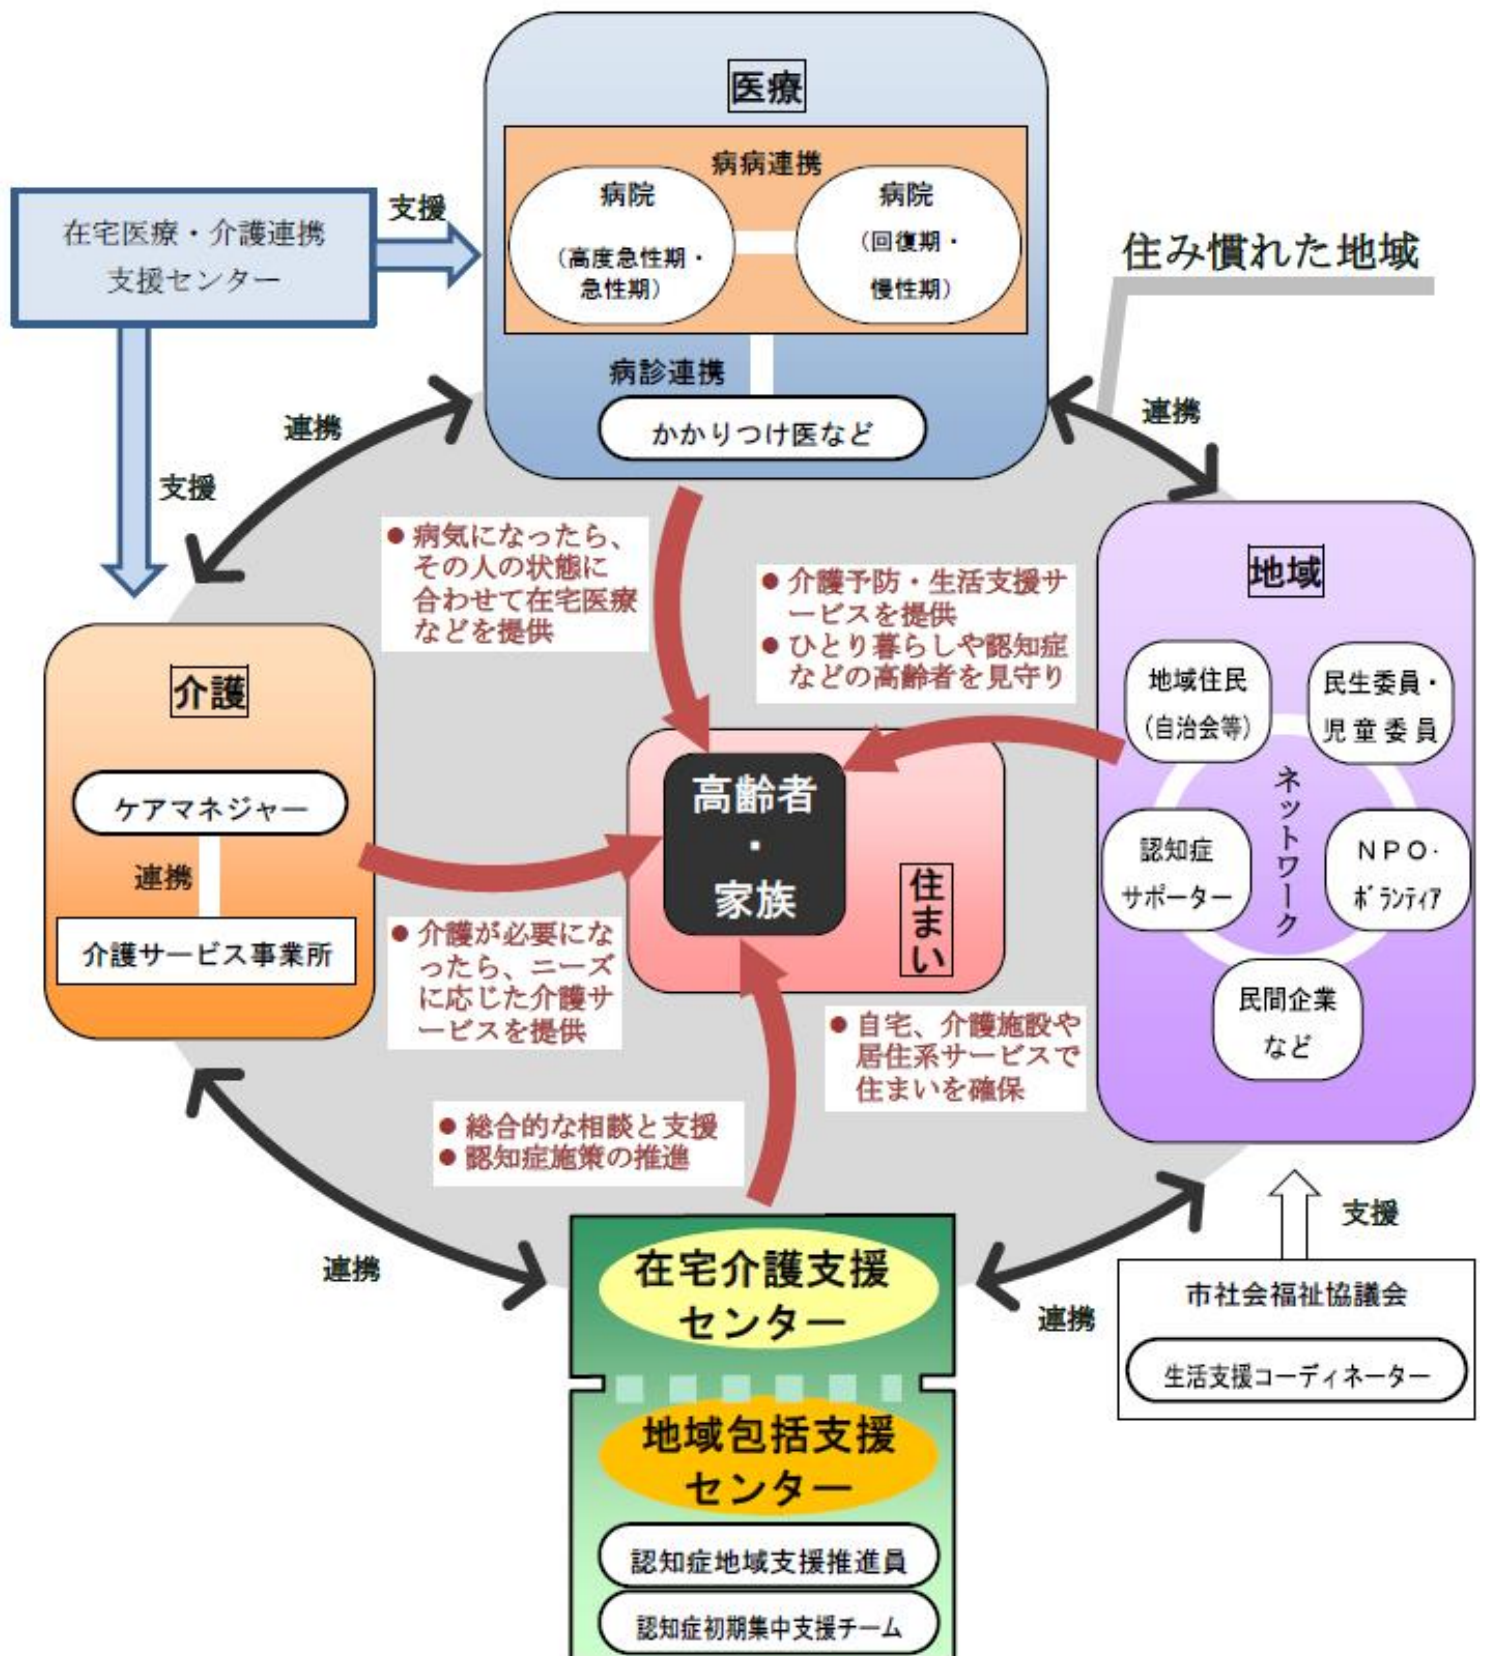 医療
病病連携
病院
（高度急性期・
急性期）
病院
（回復期・
慢性期）
病診連携
かかりつけ医など
在宅医療・介護連携
支援センター
支援
支援
住み慣れた地域
連携
連携
● 病気になったら、
その人の状態に
合わせて在宅医療
などを提供
● 介護予防・生活支援サ
ービスを提供
● ひとり暮らしや認知症
などの高齢者を見守り
地域
地域住民
（自治会等）
民生委員・
児童委員
ネットワーク
認知症
サポーター
ＮＰＯ・
ﾎﾞﾗﾝﾃｨｱ
民間企業
など
介護
ケアマネジャー
連携
介護サービス事業所
高齢者
・
家族
住まい
● 介護が必要にな
ったら、ニーズ
に応じた介護サ
ービスを提供
● 自宅、介護施設や
居住系サービスで
住まいを確保
● 総合的な相談と支援
● 認知症施策の推進
連携
連携
支援
市社会福祉協議会
生活支援コーディネーター
在宅介護支援
センター
地域包括支援
センター
認知症地域支援推進員
認知症初期集中支援チーム